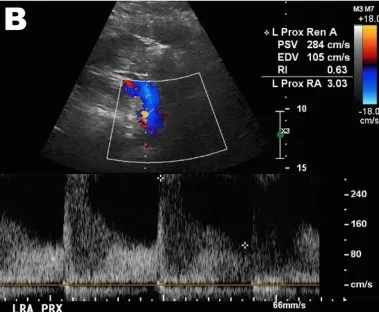 B
M3 M7
+18.0
-18.0
cm/s
L Prox Ren A
PSV 284 cm/s
EDV 105 cm/s
RI 0.63
L Prox RA 3.03
10
X3
15
240
160
80
cm/s
66mm/s
LRA PRX